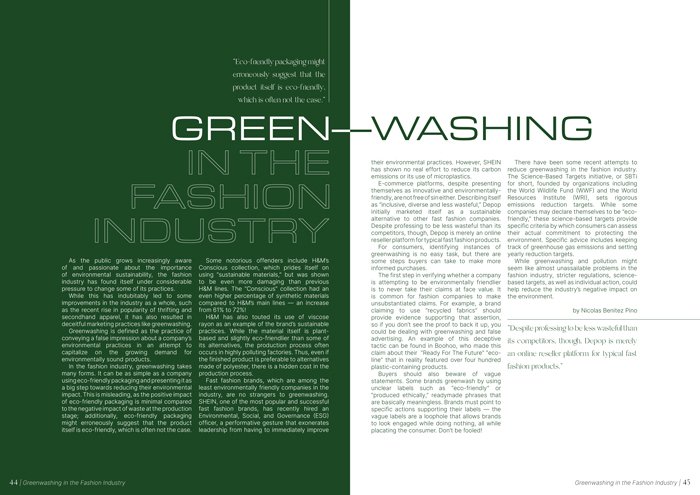 "Eco-friendly packaging might
erroneously suggest that the
product itself is eco-friendly,
which is often not the case."
GREEN—WASHING
IN THE
FASHION
INDUSTRY
As the public grows increasingly aware
of and passionate about the importance
of environmental sustainability, the fashion
industry has found itself under considerable
pressure to change some of its practices.
While this has indubitably led to some
improvements in the industry as a whole, such
as the recent rise in popularity of thrifting and
secondhand apparel, it has also resulted in
deceitful marketing practices like greenwashing.
Greenwashing is defined as the practice of
conveying a false impression about a company's
environmental practices in an attempt to
capitalize on the growing demand for
environmentally sound products.
In the fashion industry, greenwashing takes
many forms. It can be as simple as a company
using eco-friendly packaging and presenting it as
a big step towards reducing their environmental
impact. This is misleading, as the positive impact
of eco-friendly packaging is minimal compared
to the negative impact of waste at the production
stage; additionally, eco-friendly packaging
might erroneously suggest that the product
itself is eco-friendly, which is often not the case.
Some notorious offenders include H&M's
Conscious collection, which prides itself on
using "sustainable materials," but was shown
to be even more damaging than previous
H&M lines. The "Conscious" collection had an
even higher percentage of synthetic materials
compared to H&M's main lines — an increase
from 61% to 72%!
H&M has also touted its use of viscose
rayon as an example of the brand's sustainable
practices. While the material itself is plant-
based and slightly eco-friendlier than some of
its alternatives, the production process often
occurs in highly polluting factories. Thus, even if
the finished product is preferable to alternatives
made of polyester, there is a hidden cost in the
production process.
Fast fashion brands, which are among the
least environmentally friendly companies in the
industry, are no strangers to greenwashing.
SHEIN, one of the most popular and successful
fast fashion brands, has recently hired an
Environmental, Social, and Governance (ESG)
officer, a performative gesture that exonerates
leadership from having to immediately improve
their environmental practices. However, SHEIN
has shown no real effort to reduce its carbon
emissions or its use of microplastics.
E-commerce platforms, despite presenting
themselves as innovative and environmentally-
friendly, are not free of sin either. Describing itself
as "inclusive, diverse and less wasteful," Depop
initially marketed itself as a sustainable
alternative to other fast fashion companies.
Despite professing to be less wasteful than its
competitors, though, Depop is merely an online
reseller platform for typical fast fashion products.
For consumers, identifying instances of
greenwashing is no easy task, but there are
some steps buyers can take to make more
informed purchases.
The first step in verifying whether a company
is attempting to be environmentally friendlier
is to never take their claims at face value. It
is common for fashion companies to make
unsubstantiated claims. For example, a brand
claiming to use "recycled fabrics" should
provide evidence supporting that assertion,
so if you don't see the proof to back it up, you
could be dealing with greenwashing and false
advertising. An example of this deceptive
tactic can be found in Boohoo, who made this
claim about their "Ready For The Future" "eco-
line" that in reality featured over four hundred
plastic-containing products.
Buyers should also beware of vague
statements. Some brands greenwash by using
unclear labels such as "eco-friendly" or
"produced ethically," readymade phrases that
are basically meaningless. Brands must point to
specific actions supporting their labels — the
vague labels are a loophole that allows brands
to look engaged while doing nothing, all while
placating the consumer. Don't be fooled!
There have been some recent attempts to
reduce greenwashing in the fashion industry.
The Science-Based Targets initiative, or SBTi
for short, founded by organizations including
the World Wildlife Fund (WWF) and the World
Resources Institute (WRI), sets rigorous
emissions reduction targets. While some
companies may declare themselves to be "eco-
friendly," these science-based targets provide
specific criteria by which consumers can assess
their actual commitment to protecting the
environment. Specific advice includes keeping
track of greenhouse gas emissions and setting
yearly reduction targets.
While greenwashing and pollution might
seem like almost unassailable problems in the
fashion industry, stricter regulations, science-
based targets, as well as individual action, could
help reduce the industry's negative impact on
the environment.
by Nicolas Benitez Pino
"Despite professing to be less wasteful than
its competitors, though, Depop is merely
an online reseller platform for typical fast
fashion products."
44 | Greenwashing in the Fashion Industry
Greenwashing in the Fashion Industry | 45